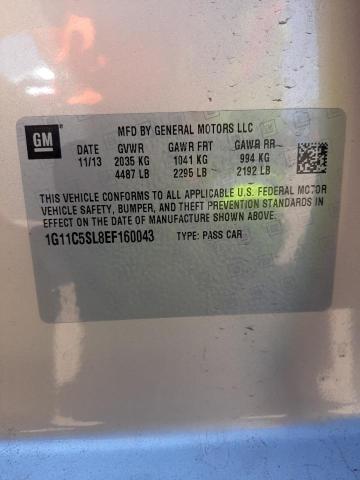 GM
MFD BY GENERAL MOTORS LLC
DATE GVWR GAWR FRT GAWR RR
11/13 2035 KG 1041 KG 994 KG
4487 LB 2295 LB 2192 LB
THIS VEHICLE CONFORMS TO ALL APPLICABLE U.S. FEDERAL MOTOR
VEHICLE SAFETY, BUMPER, AND THEFT PREVENTION STANDARDS IN
EFFECT ON THE DATE OF MANUFACTURE SHOWN ABOVE.
1G11C5SL8EF160043 TYPE: PASS CAR